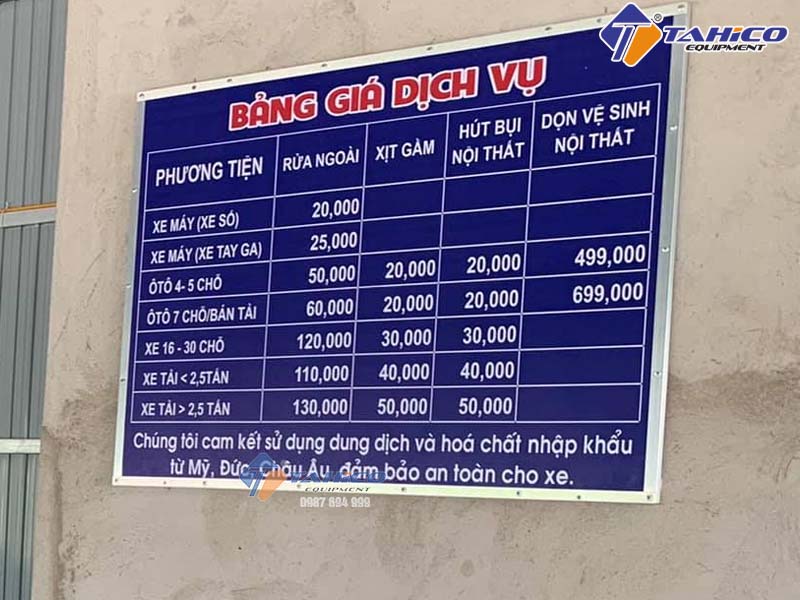 TAHICO
EQUIPMENT
BẢNG GIÁ DỊCH VỤ
PHƯƠNG TIỆN RỬA NGOÀI XỊT GẦM HÚT BỤI NỘI THẤT DỌN VỆ SINH NỘI THẤT
XE MÁY (XE SỐ) 20,000
XE MÁY (XE TAY GA) 25,000
ÔTÔ 4- 5 CHỖ 50,000 20,000 20,000 499,000
ÔTÔ 7 CHỖ/BÁN TẢI 60,000 20,000 20,000 699,000
XE 16 - 30 CHỖ 120,000 30,000 30,000
XE TẢI < 2,5TẤN 110,000 40,000 40,000
XE TẢI > 2,5 TẤN 130,000 50,000 50,000
Chúng tôi cam kết sử dụng dung dịch và hoá chất nhập khẩu
từ Mỹ, Đức, Châu Âu, đảm bảo an toàn cho xe.
TAHICO
EQUIPMENT
0987 694 999